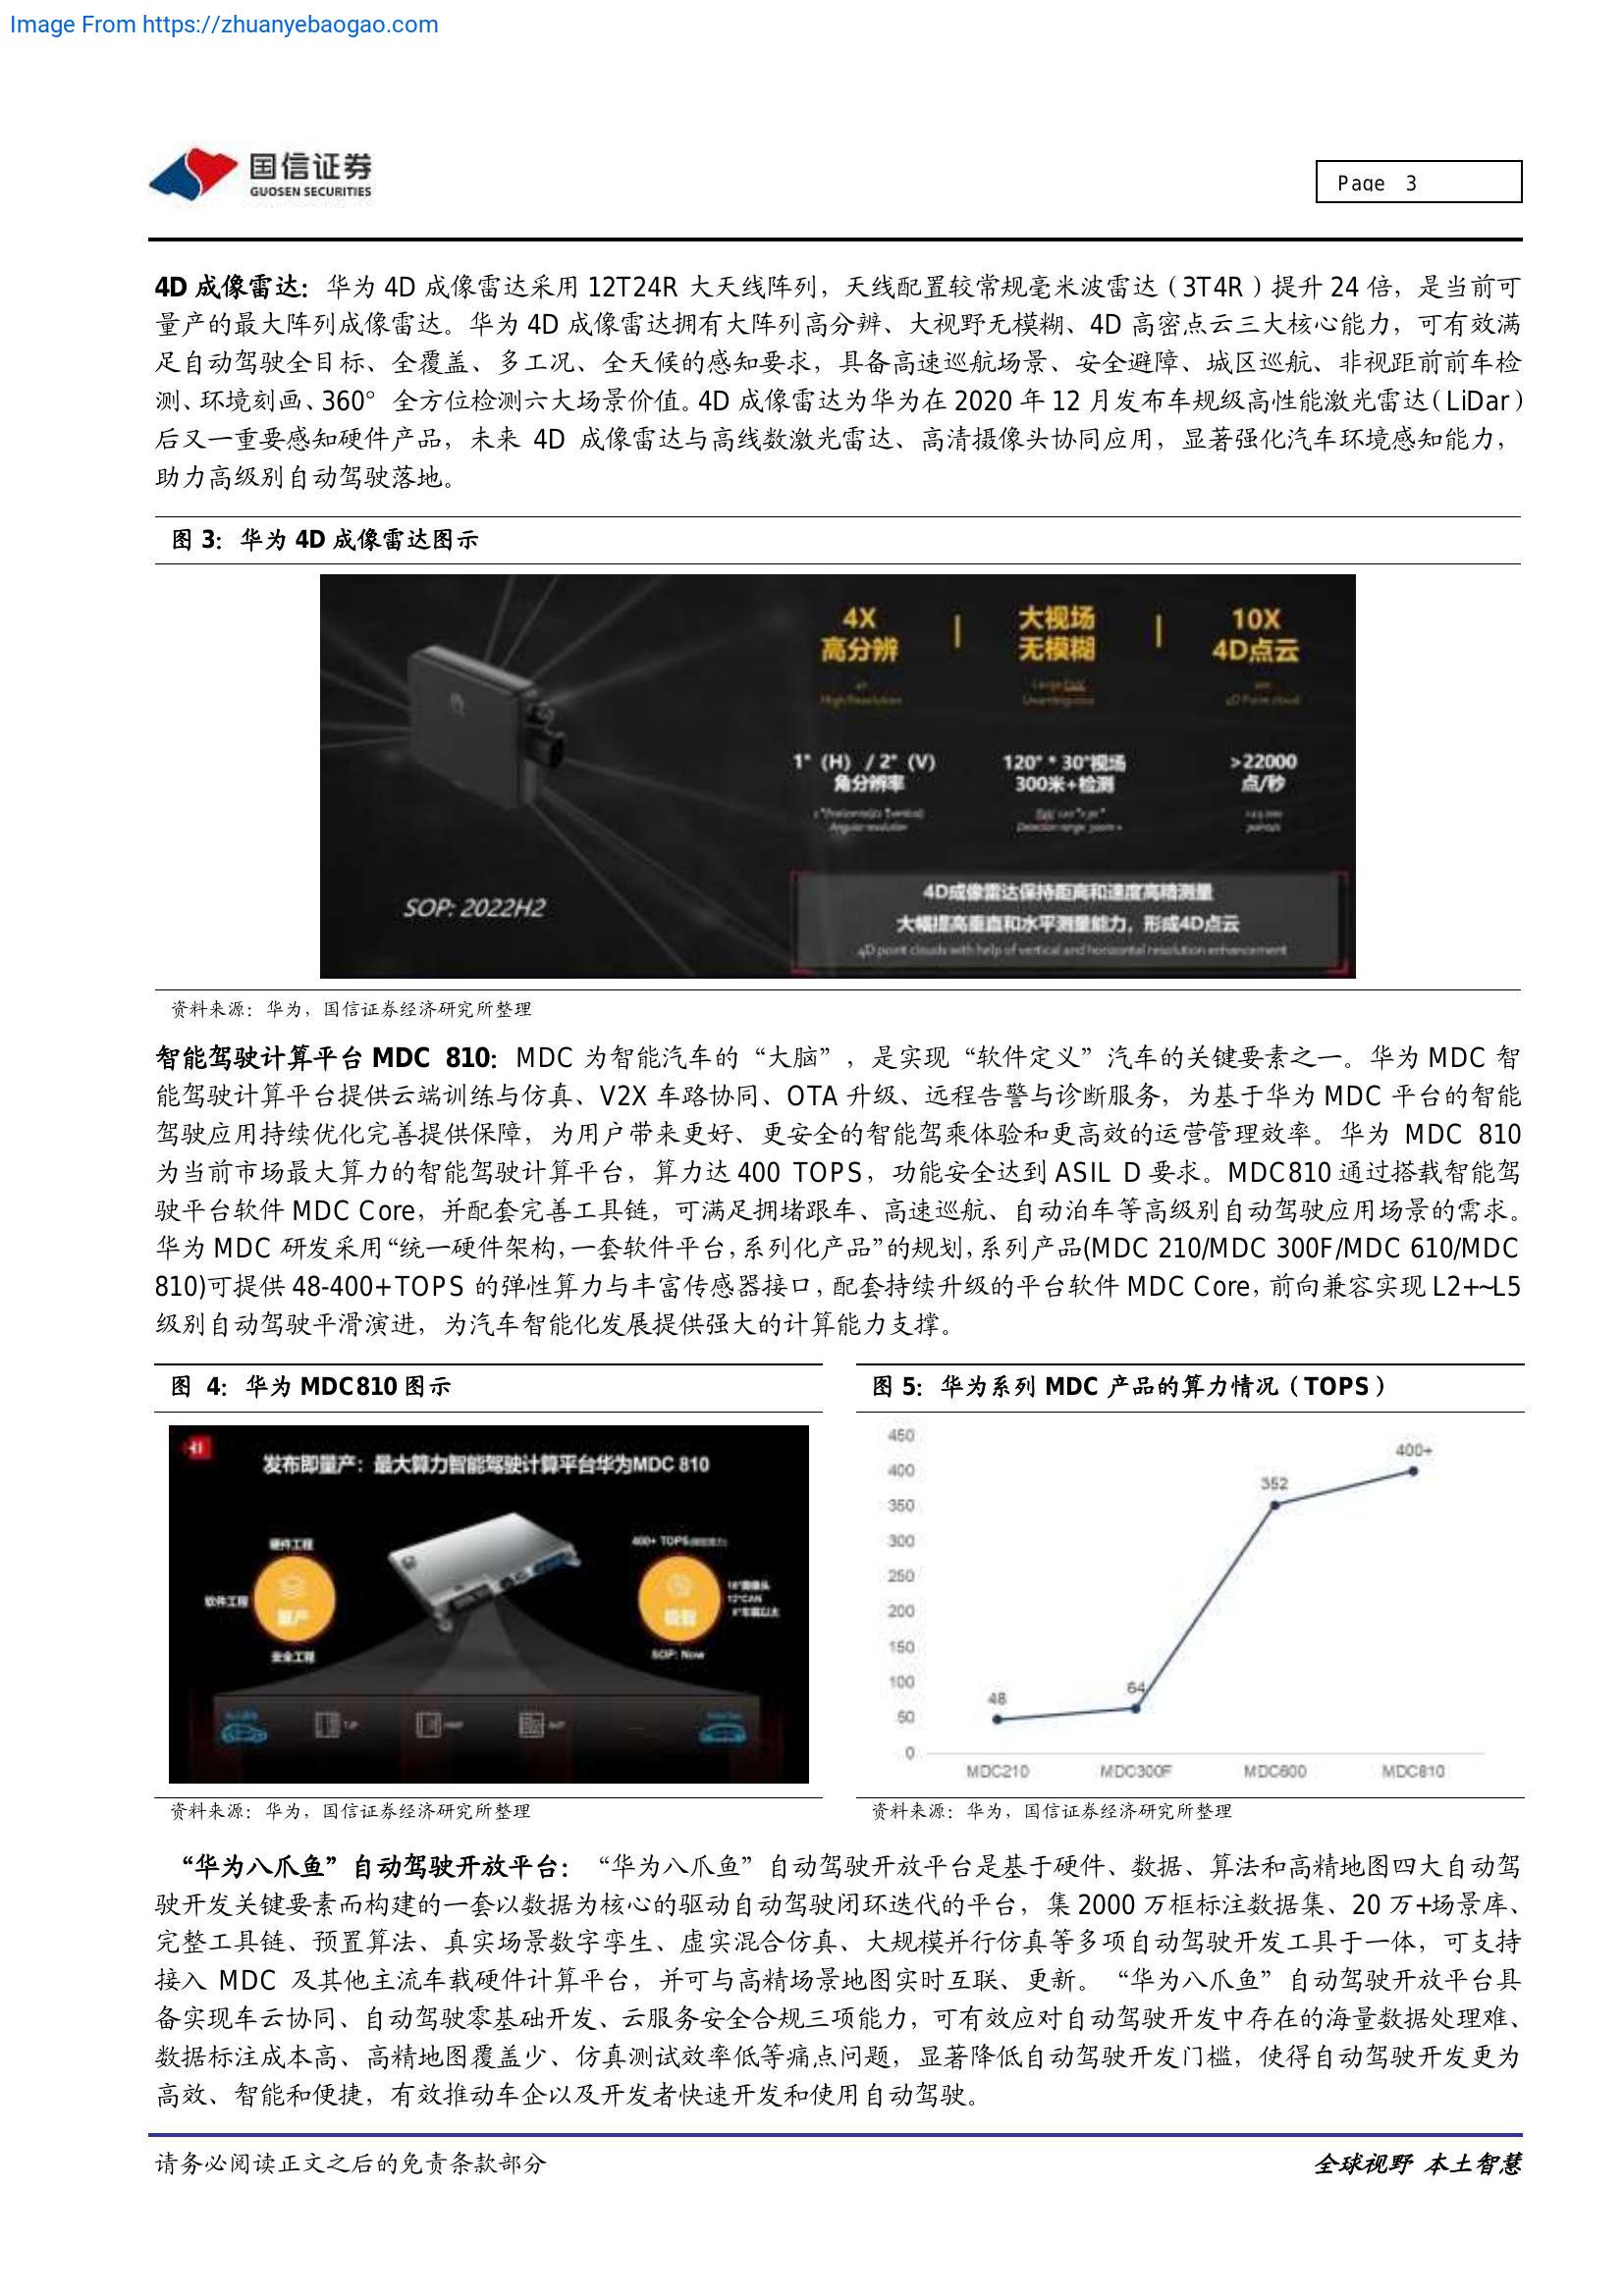 Image From https://zhuanyebaogao.com
国信证券
GUOSEN SECURITIES
Page 3
4D 成像雷达：华为 4D 成像雷达采用 12T24R 大天线阵列，天线配置较常规毫米波雷达（3T4R）提升 24 倍，是当前可
量产的最大阵列成像雷达。华为 4D 成像雷达拥有大阵列高分辨、大视野无模糊、4D 高密点云三大核心能力，可有效满
足自动驾驶全目标、全覆盖、多工况、全天候的感知要求，具备高速巡航场景、安全避障、城区巡航、非视距前前车检
测、环境刻画、360° 全方位检测六大场景价值。4D 成像雷达为华为在 2020 年 12 月发布车规级高性能激光雷达（LiDar）
后又一重要感知硬件产品，未来 4D 成像雷达与高线数激光雷达、高清摄像头协同应用，显著强化汽车环境感知能力，
助力高级别自动驾驶落地。
图 3：华为 4D 成像雷达图示
4X
高分辨
大视场
无模糊
10X
4D点云
High Resolution
Large FoV
Unambiguous
4D Point cloud
1°（H）/ 2°（V）
角分辨率
120° * 30°视场
300米+检测
>22000
点/秒
Angular resolution
SOP: 2022H2
4D成像雷达保持距离和速度高精测量
大幅提高垂直和水平测量能力，形成4D点云
4D point clouds with help of vertical and horizontal resolution enhancement
资料来源：华为，国信证券经济研究所整理
智能驾驶计算平台 MDC 810：MDC 为智能汽车的“大脑”，是实现“软件定义”汽车的关键要素之一。华为 MDC 智
能驾驶计算平台提供云端训练与仿真、V2X 车路协同、OTA 升级、远程告警与诊断服务，为基于华为 MDC 平台的智能
驾驶应用持续优化完善提供保障，为用户带来更好、更安全的智能驾乘体验和更高效的运营管理效率。华为 MDC 810
为当前市场最大算力的智能驾驶计算平台，算力达 400 TOPS，功能安全达到 ASIL D 要求。MDC810 通过搭载智能驾
驶平台软件 MDC Core，并配套完善工具链，可满足拥堵跟车、高速巡航、自动泊车等高级别自动驾驶应用场景的需求。
华为 MDC 研发采用“统一硬件架构,一套软件平台,系列化产品”的规划,系列产品(MDC 210/MDC 300F/MDC 610/MDC
810)可提供 48-400+TOPS 的弹性算力与丰富传感器接口，配套持续升级的平台软件 MDC Core，前向兼容实现 L2+~L5
级别自动驾驶平滑演进，为汽车智能化发展提供强大的计算能力支撑。
图 4：华为 MDC810 图示
发布即量产：最大算力智能驾驶计算平台华为MDC 810
硬件工程
软件工程
量产
安全工程
400+ TOPS
12*CAN
SOP: Now
资料来源：华为，国信证券经济研究所整理
图 5：华为系列 MDC 产品的算力情况（TOPS）
450
400
350
300
250
200
150
100
50
0
48
64
352
400+
MDC210
MDC300F
MDC600
MDC810
资料来源：华为，国信证券经济研究所整理
“华为八爪鱼”自动驾驶开放平台：“华为八爪鱼”自动驾驶开放平台是基于硬件、数据、算法和高精地图四大自动驾
驶开发关键要素而构建的一套以数据为核心的驱动自动驾驶闭环迭代的平台，集 2000 万框标注数据集、20 万+场景库、
完整工具链、预置算法、真实场景数字孪生、虚实混合仿真、大规模并行仿真等多项自动驾驶开发工具于一体，可支持
接入 MDC 及其他主流车载硬件计算平台，并可与高精场景地图实时互联、更新。“华为八爪鱼”自动驾驶开放平台具
备实现车云协同、自动驾驶零基础开发、云服务安全合规三项能力，可有效应对自动驾驶开发中存在的海量数据处理难、
数据标注成本高、高精地图覆盖少、仿真测试效率低等痛点问题，显著降低自动驾驶开发门槛，使得自动驾驶开发更为
高效、智能和便捷，有效推动车企以及开发者快速开发和使用自动驾驶。
请务必阅读正文之后的免责条款部分
全球视野 本土智慧